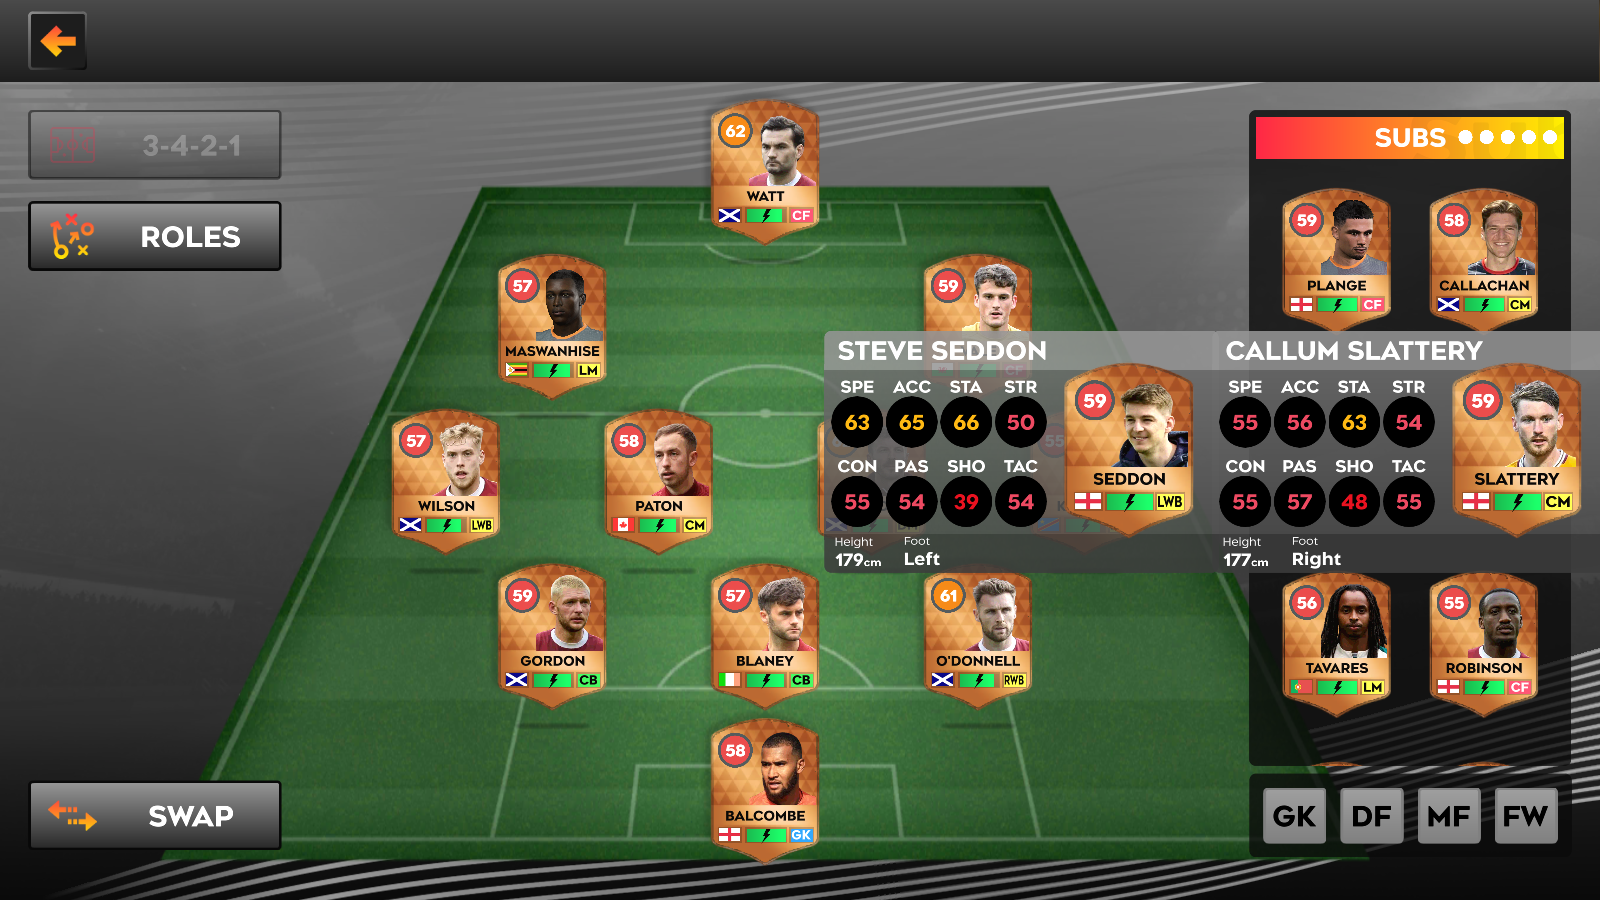 3-4-2-1
ROLES
SWAP
62
WATT
CF
57
MASWANHISE
LM
59
57
WILSON
LWB
58
PATON
CM
59
GORDON
CB
57
BLANEY
CB
61
O'DONNELL
RWB
58
BALCOMBE
GK
STEVE SEDDON
SPE ACC STA STR
63 65 66 50
CON PAS SHO TAC
55 54 39 54
Height Foot
179cm Left
59
SEDDON
LWB
CALLUM SLATTERY
SPE ACC STA STR
55 56 63 54
CON PAS SHO TAC
55 57 48 55
Height Foot
177cm Right
59
SLATTERY
CM
SUBS
59
PLANGE
CF
58
CALLACHAN
CM
56
TAVARES
LM
55
ROBINSON
CF
GK DF MF FW